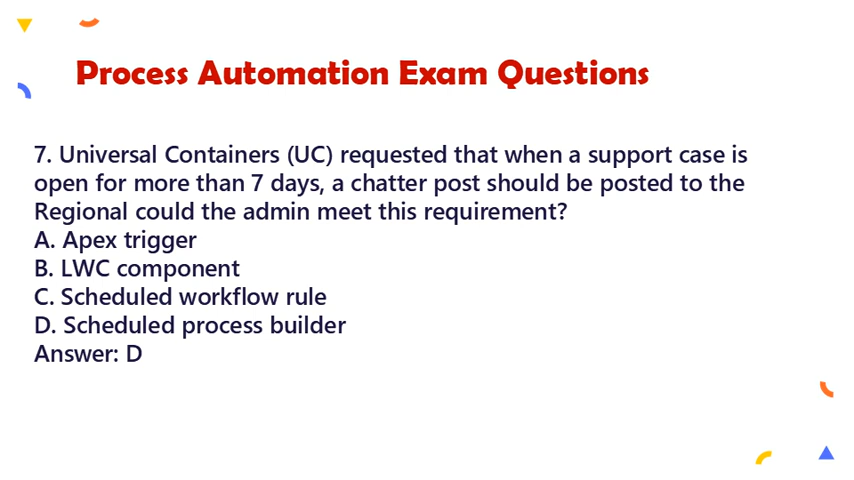 Process Automation Exam Questions
7. Universal Containers (UC) requested that when a support case is
open for more than 7 days, a chatter post should be posted to the
Regional could the admin meet this requirement?
A. Apex trigger
B. LWC component
C. Scheduled workflow rule
D. Scheduled process builder
Answer: D